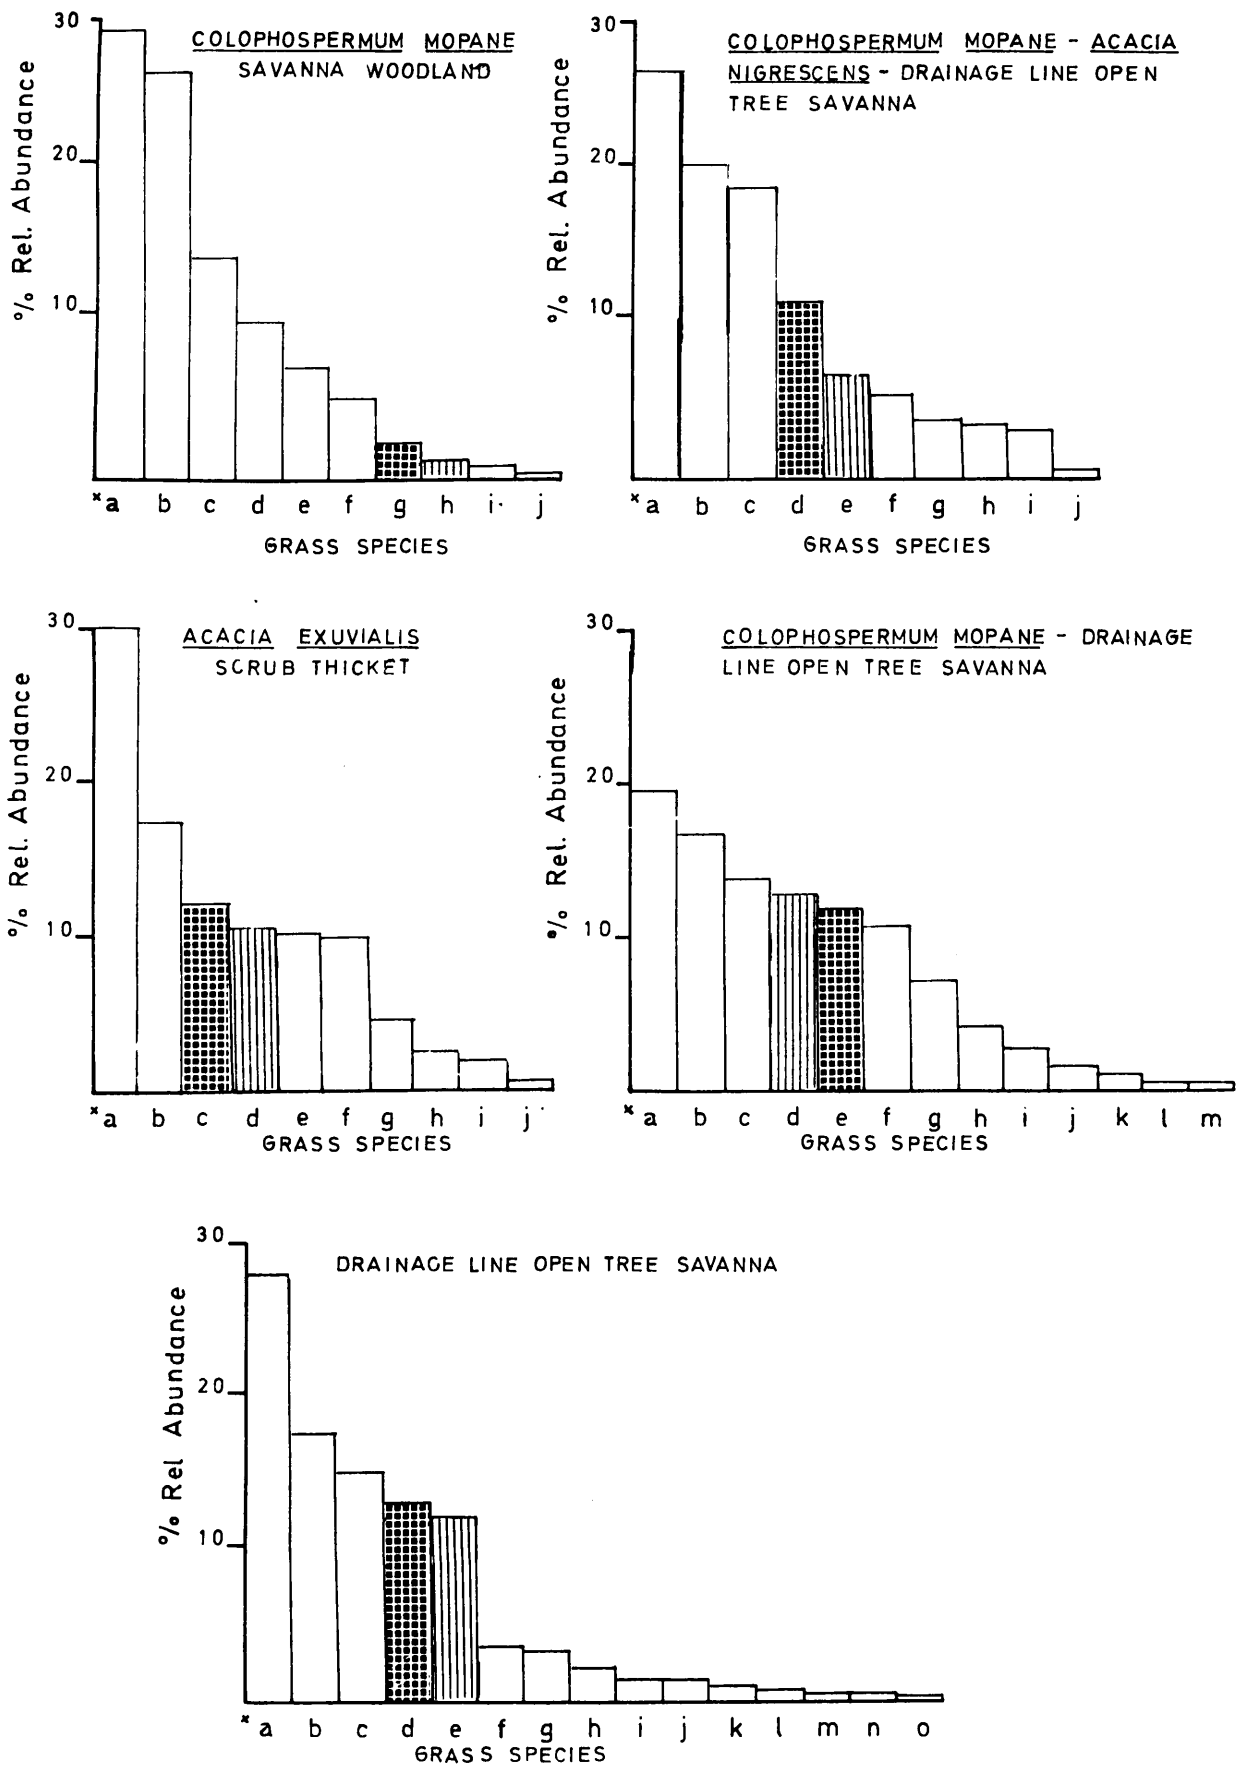 COLOPHOSPERMUM MOPANE
SAVANNA WOODLAND
% Rel. Abundance
30
20
10
*a b c d e f g h i j
GRASS SPECIES
COLOPHOSPERMUM MOPANE - ACACIA
NIGRESCENS - DRAINAGE LINE OPEN
TREE SAVANNA
% Rel. Abundance
30
20
10
*a b c d e f g h i j
GRASS SPECIES
ACACIA EXUVIALIS
SCRUB THICKET
% Rel. Abundance
30
20
10
*a b c d e f g h i j
GRASS SPECIES
COLOPHOSPERMUM MOPANE - DRAINAGE
LINE OPEN TREE SAVANNA
% Rel. Abundance
30
20
10
*a b c d e f g h i j k l m
GRASS SPECIES
DRAINAGE LINE OPEN TREE SAVANNA
% Rel Abundance
30
20
10
*a b c d e f g h i j k l m n o
GRASS SPECIES